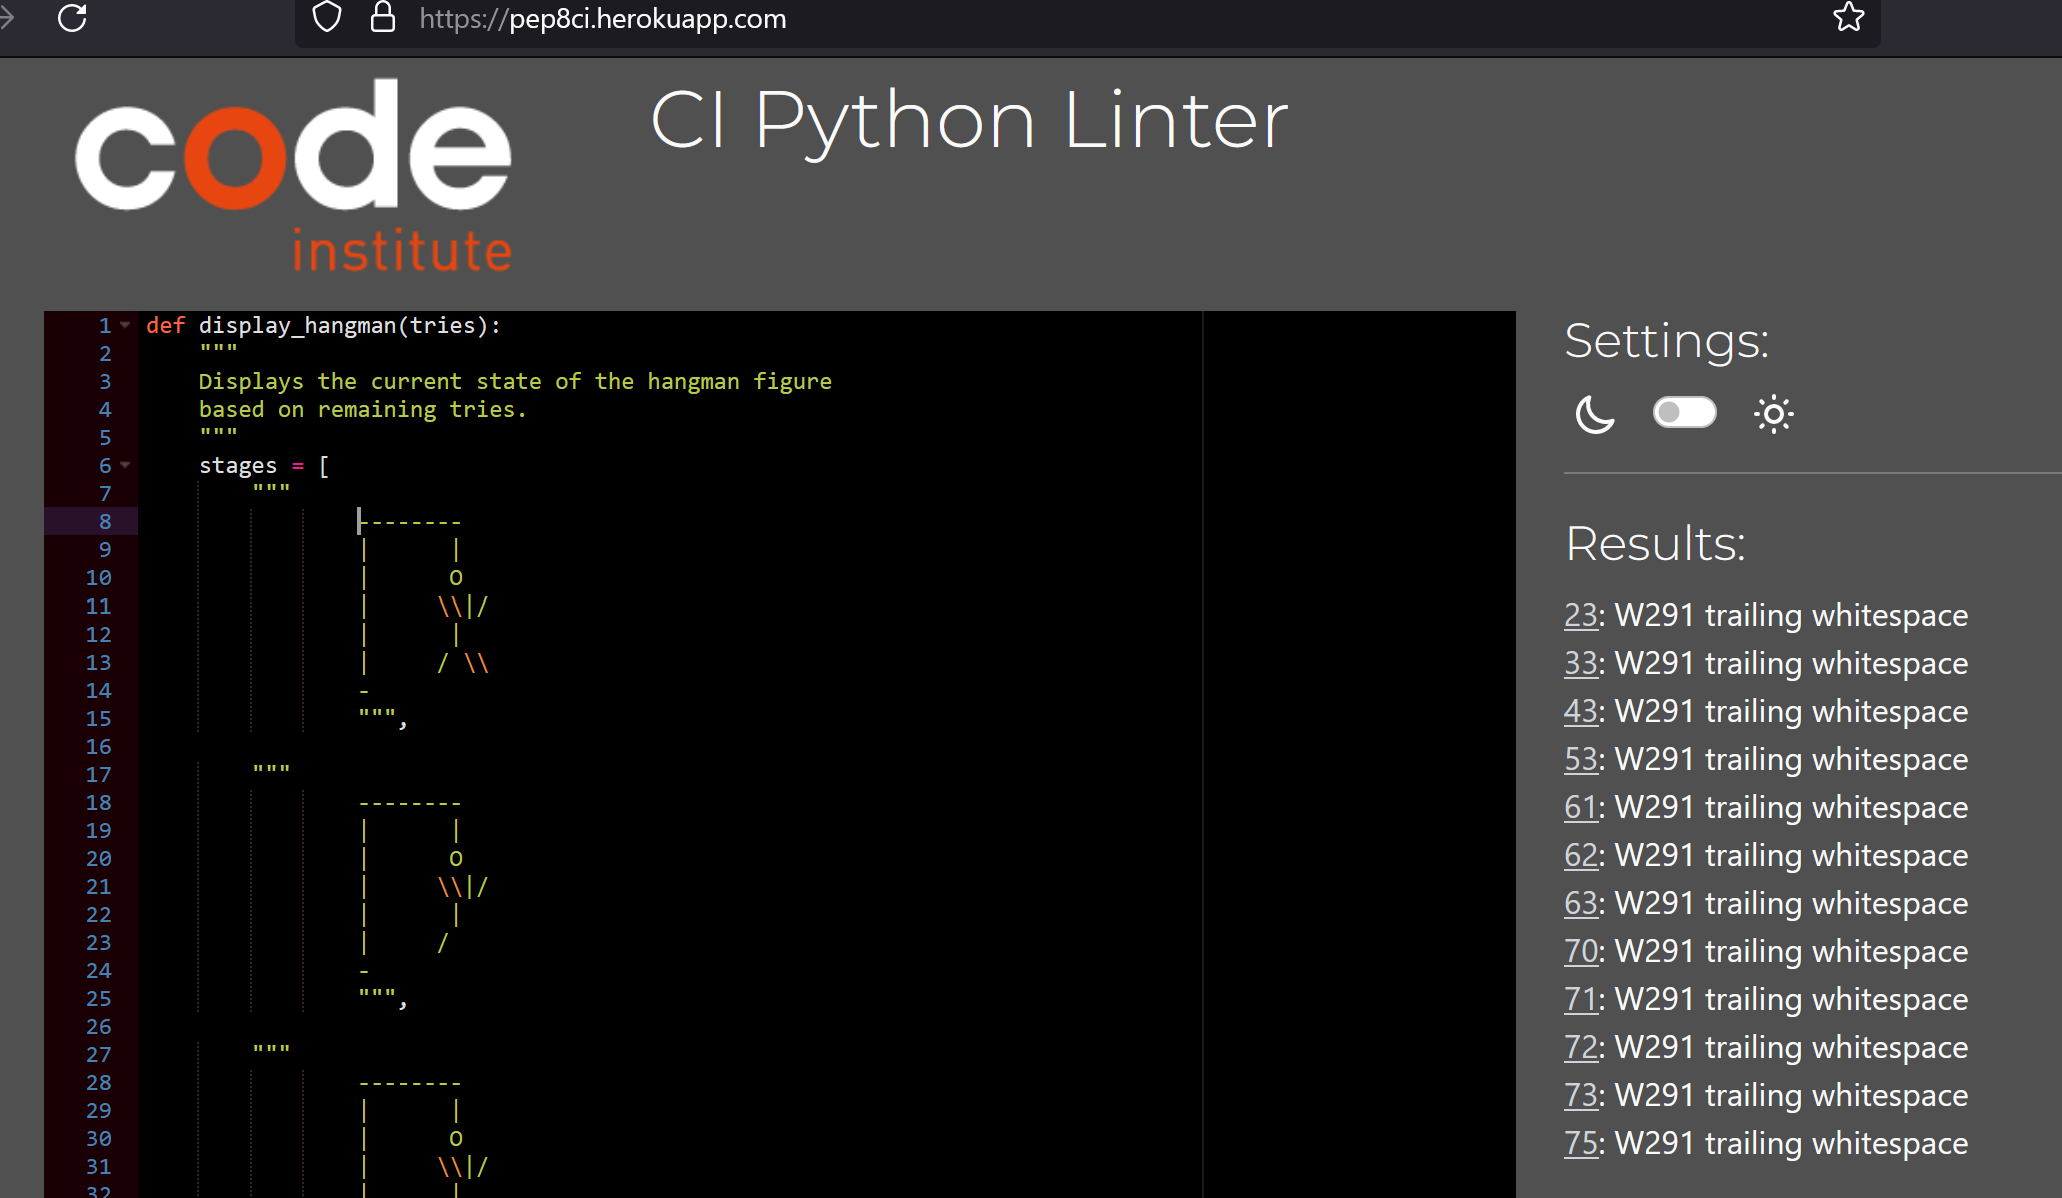 https://pep8ci.herokuapp.com
code
institute
CI Python Linter
1 def display_hangman(tries):
2     """
3     Displays the current state of the hangman figure
4     based on remaining tries.
5     """
6     stages = [
7         """
8                 --------
9                 |      |
10                |      O
11                |     \\|/
12                |      |
13                |     / \\
14                -
15                """,
16
17        """
18                --------
19                |      |
20                |      O
21                |     \\|/
22                |      |
23                |     /
24                -
25                """,
26
27        """
28                --------
29                |      |
30                |      O
31                |     \\|/
32                |      |
Settings:
Results:
23: W291 trailing whitespace
33: W291 trailing whitespace
43: W291 trailing whitespace
53: W291 trailing whitespace
61: W291 trailing whitespace
62: W291 trailing whitespace
63: W291 trailing whitespace
70: W291 trailing whitespace
71: W291 trailing whitespace
72: W291 trailing whitespace
73: W291 trailing whitespace
75: W291 trailing whitespace